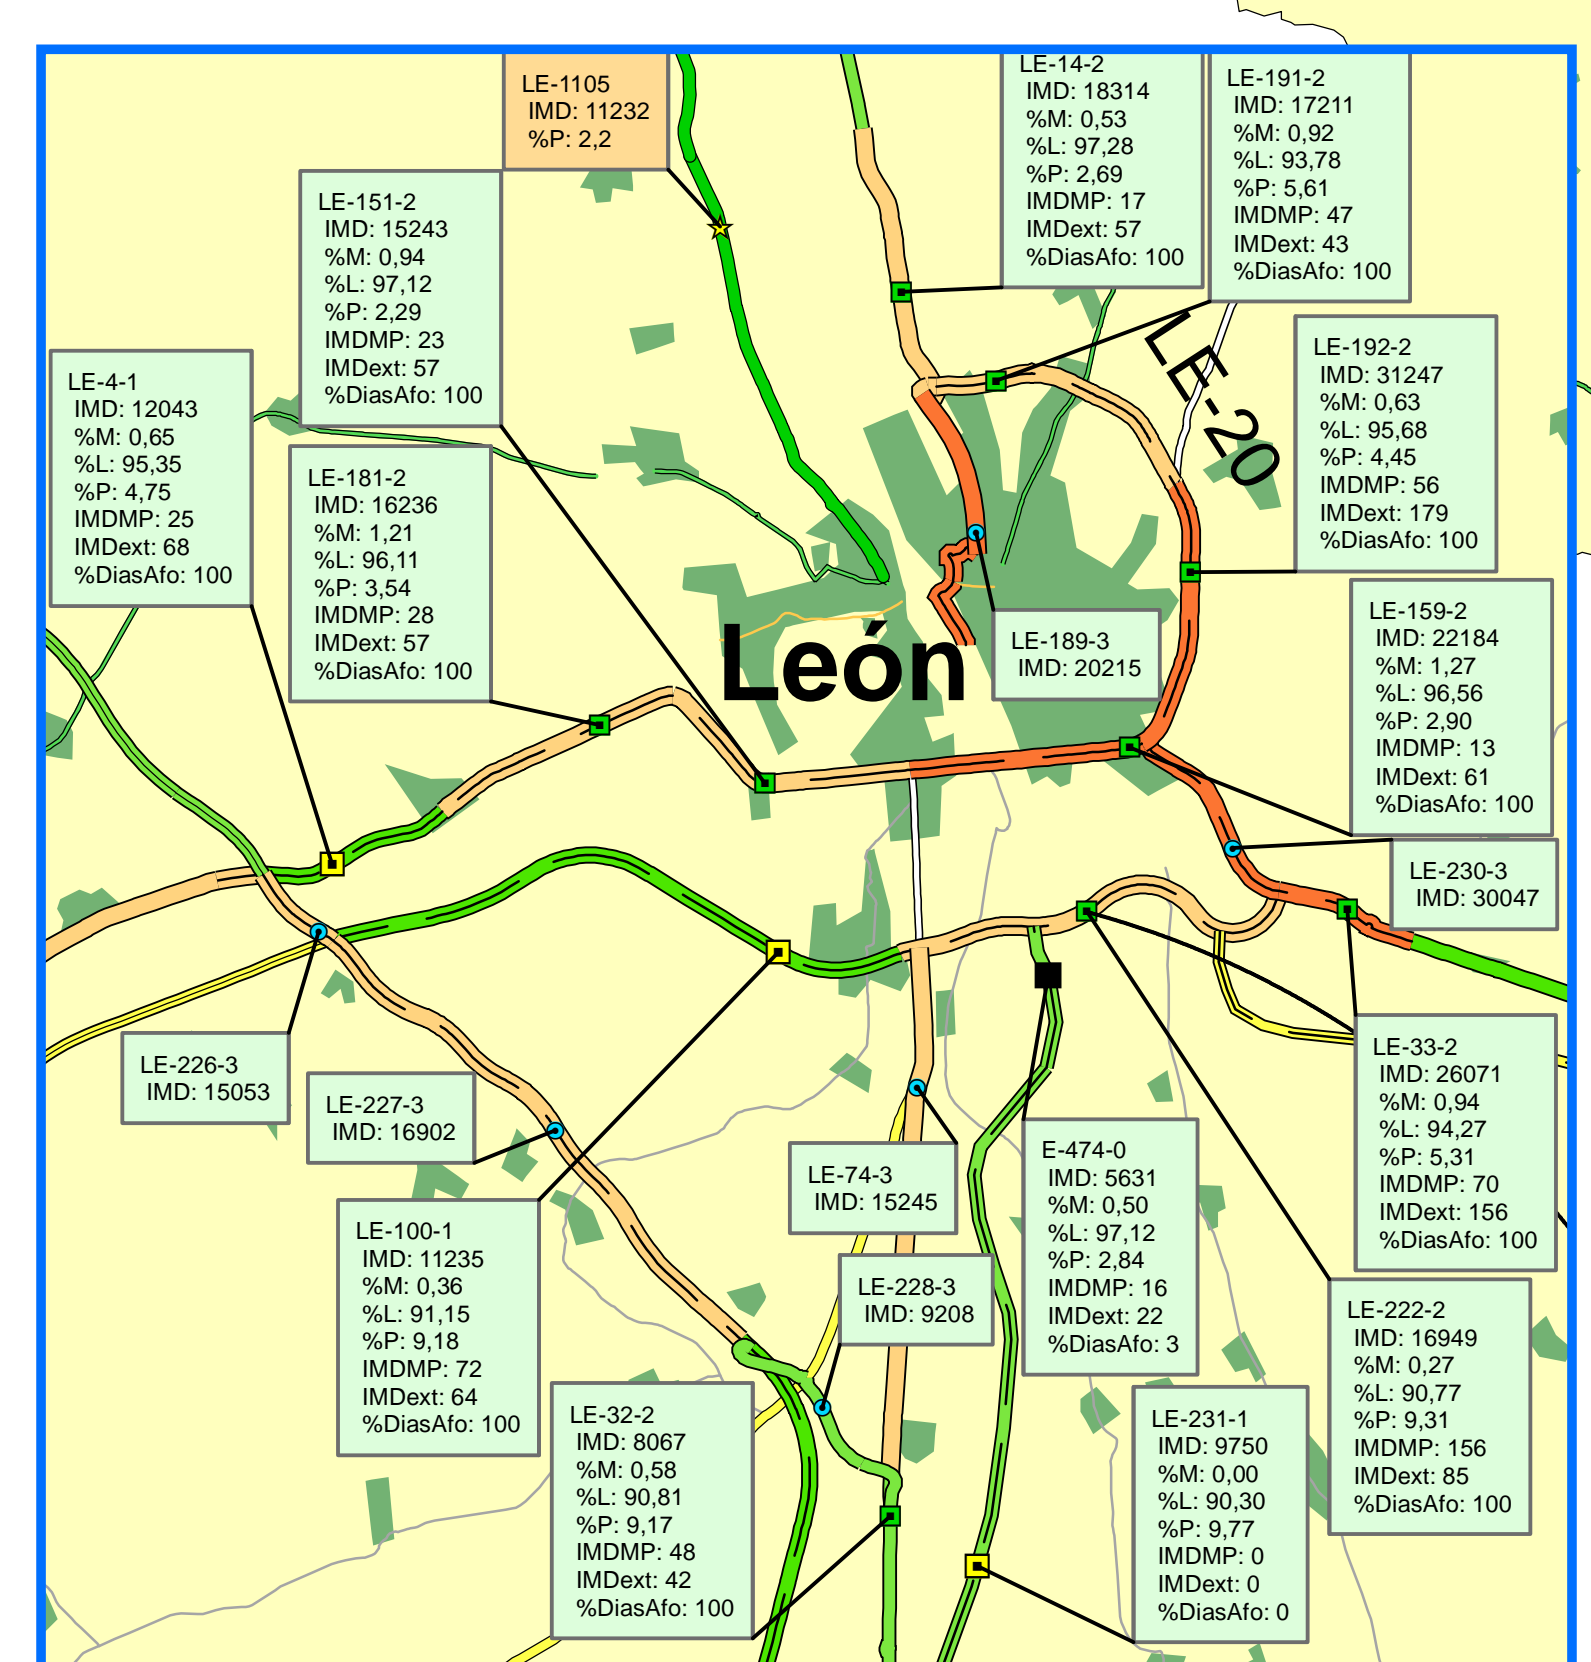 LE-1105
IMD: 11232
%P: 2,2
LE-14-2
IMD: 18314
%M: 0,53
%L: 97,28
%P: 2,69
IMDMP: 17
IMDext: 57
%DiasAfo: 100
LE-191-2
IMD: 17211
%M: 0,92
%L: 93,78
%P: 5,61
IMDMP: 47
IMDext: 43
%DiasAfo: 100
LE-151-2
IMD: 15243
%M: 0,94
%L: 97,12
%P: 2,29
IMDMP: 23
IMDext: 57
%DiasAfo: 100
LE-20
LE-192-2
IMD: 31247
%M: 0,63
%L: 95,68
%P: 4,45
IMDMP: 56
IMDext: 179
%DiasAfo: 100
LE-4-1
IMD: 12043
%M: 0,65
%L: 95,35
%P: 4,75
IMDMP: 25
IMDext: 68
%DiasAfo: 100
LE-181-2
IMD: 16236
%M: 1,21
%L: 96,11
%P: 3,54
IMDMP: 28
IMDext: 57
%DiasAfo: 100
León
LE-189-3
IMD: 20215
LE-159-2
IMD: 22184
%M: 1,27
%L: 96,56
%P: 2,90
IMDMP: 13
IMDext: 61
%DiasAfo: 100
LE-230-3
IMD: 30047
LE-226-3
IMD: 15053
LE-227-3
IMD: 16902
LE-33-2
IMD: 26071
%M: 0,94
%L: 94,27
%P: 5,31
IMDMP: 70
IMDext: 156
%DiasAfo: 100
LE-74-3
IMD: 15245
E-474-0
IMD: 5631
%M: 0,50
%L: 97,12
%P: 2,84
IMDMP: 16
IMDext: 22
%DiasAfo: 3
LE-100-1
IMD: 11235
%M: 0,36
%L: 91,15
%P: 9,18
IMDMP: 72
IMDext: 64
%DiasAfo: 100
LE-228-3
IMD: 9208
LE-222-2
IMD: 16949
%M: 0,27
%L: 90,77
%P: 9,31
IMDMP: 156
IMDext: 85
%DiasAfo: 100
LE-32-2
IMD: 8067
%M: 0,58
%L: 90,81
%P: 9,17
IMDMP: 48
IMDext: 42
%DiasAfo: 100
LE-231-1
IMD: 9750
%M: 0,00
%L: 90,30
%P: 9,77
IMDMP: 0
IMDext: 0
%DiasAfo: 0